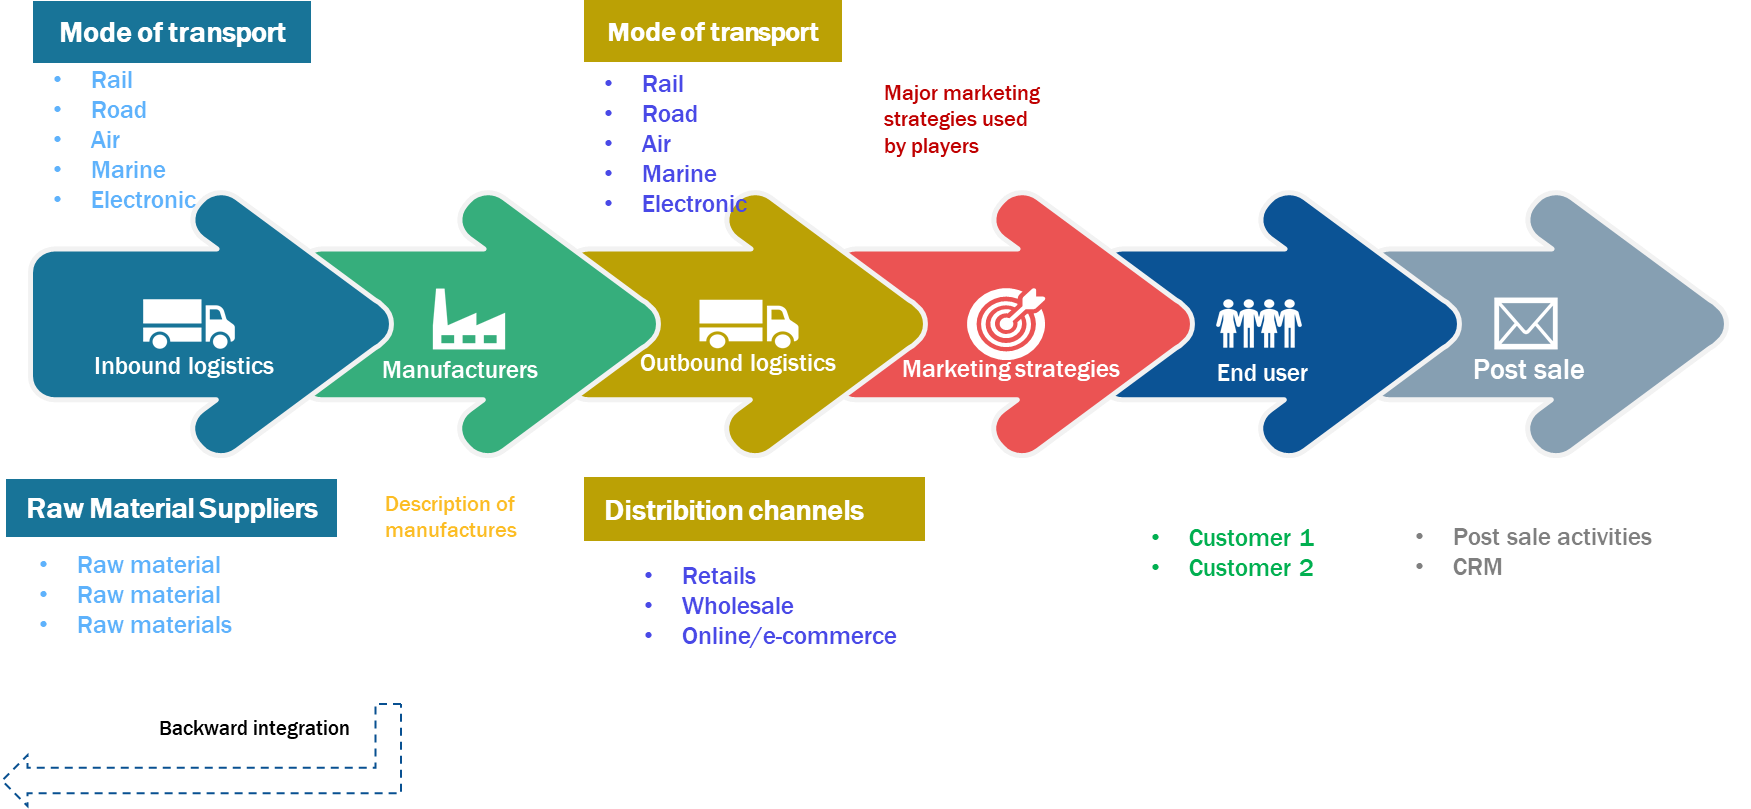 Mode of transport
• Rail
• Road
• Air
• Marine
• Electronic
Mode of transport
• Rail
• Road
• Air
• Marine
• Electronic
Major marketing
strategies used
by players
Inbound logistics
Manufacturers
Outbound logistics
Marketing strategies
End user
Post sale
Raw Material Suppliers
• Raw material
• Raw material
• Raw materials
Description of
manufactures
Distribition channels
• Retails
• Wholesale
• Online/e-commerce
• Customer 1
• Customer 2
• Post sale activities
• CRM
Backward integration